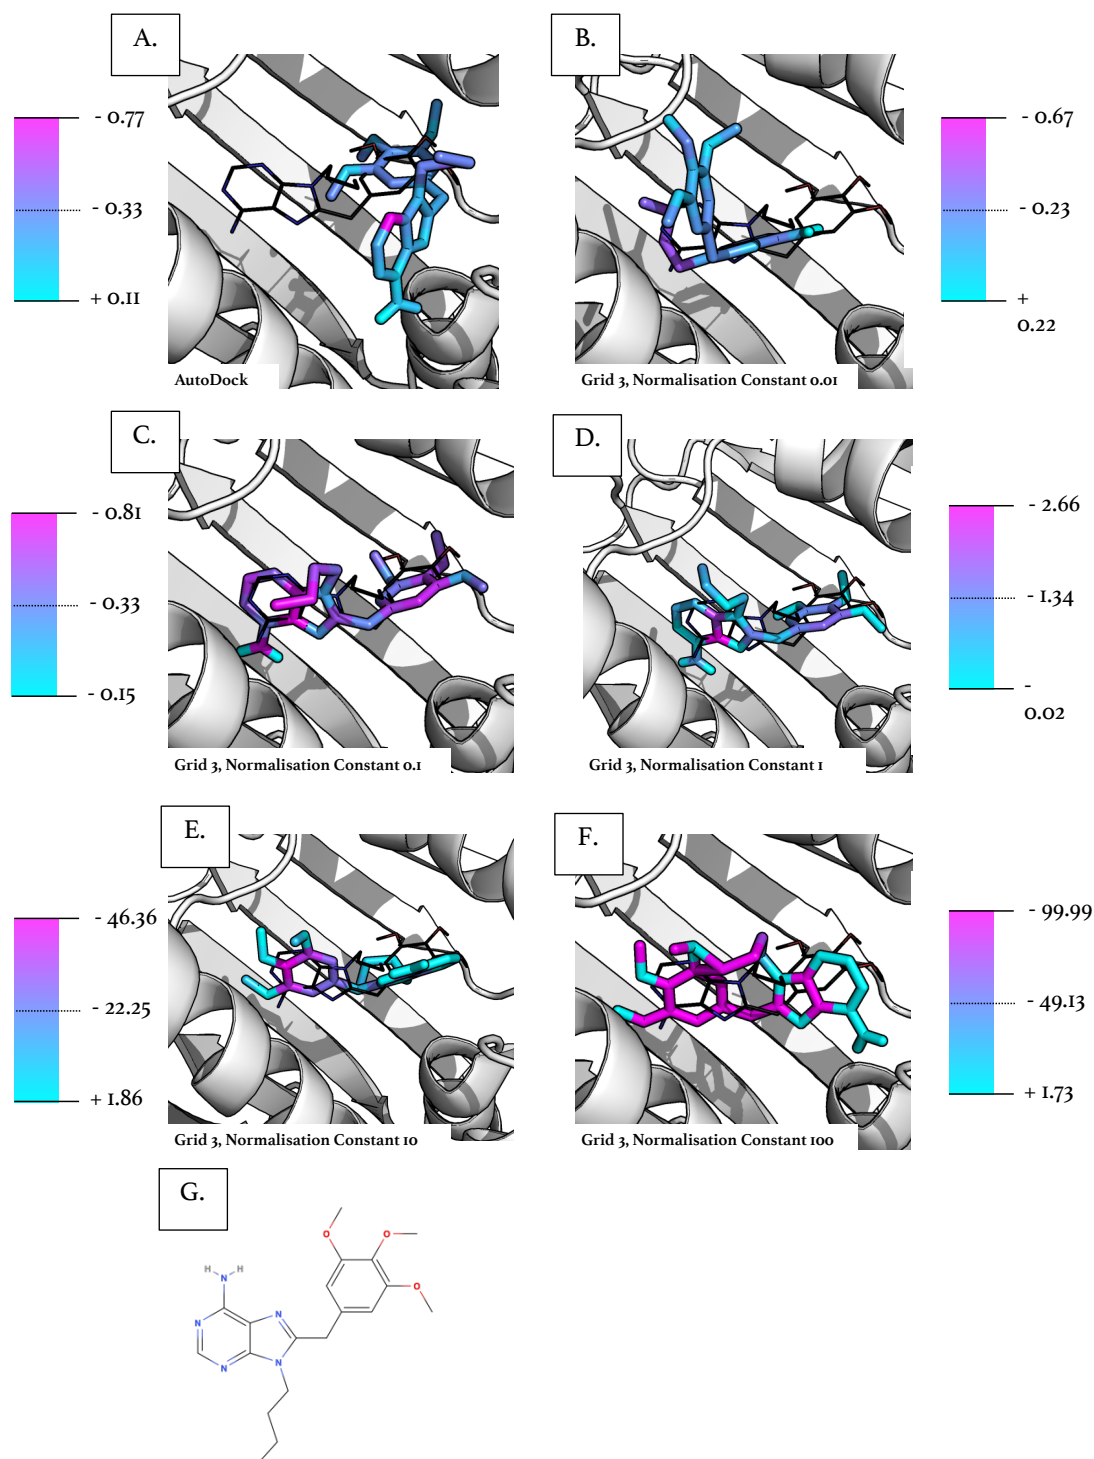 A.
B.
- 0.77
- 0.33
+ 0.11
- 0.67
- 0.23
+
0.22
AutoDock
Grid 3, Normalisation Constant 0.01
C.
D.
- 0.81
- 0.33
- 0.15
- 2.66
- 1.34
-
0.02
Grid 3, Normalisation Constant 0.1
Grid 3, Normalisation Constant 1
E.
F.
- 46.36
- 22.25
+ 1.86
- 99.99
- 49.13
+ 1.73
Grid 3, Normalisation Constant 10
Grid 3, Normalisation Constant 100
G.
O
O
O
H N H
N
N
N
N